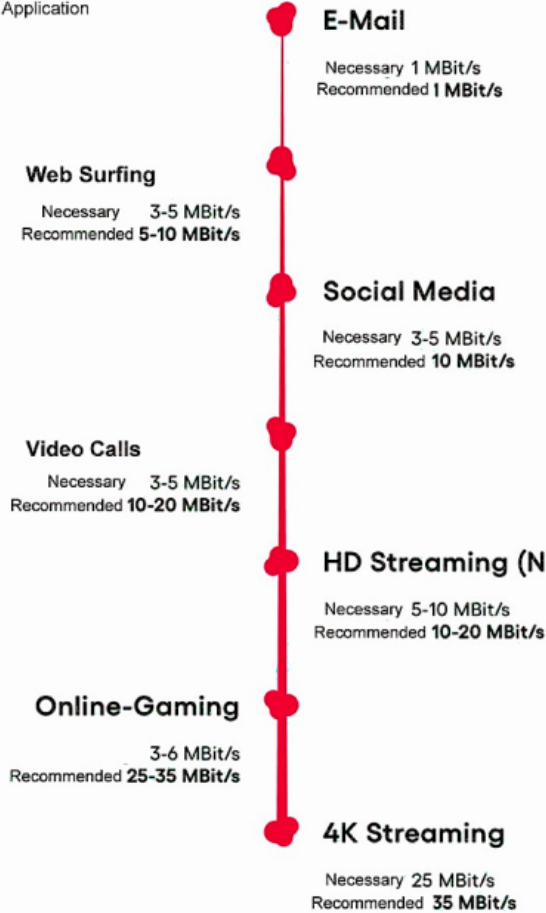 Application
E-Mail
Necessary 1 MBit/s
Recommended 1 MBit/s
Web Surfing
Necessary 3-5 MBit/s
Recommended 5-10 MBit/s
Social Media
Necessary 3-5 MBit/s
Recommended 10 MBit/s
Video Calls
Necessary 3-5 MBit/s
Recommended 10-20 MBit/s
HD Streaming (N
Necessary 5-10 MBit/s
Recommended 10-20 MBit/s
Online-Gaming
3-6 MBit/s
Recommended 25-35 MBit/s
4K Streaming
Necessary 25 MBit/s
Recommended 35 MBit/s